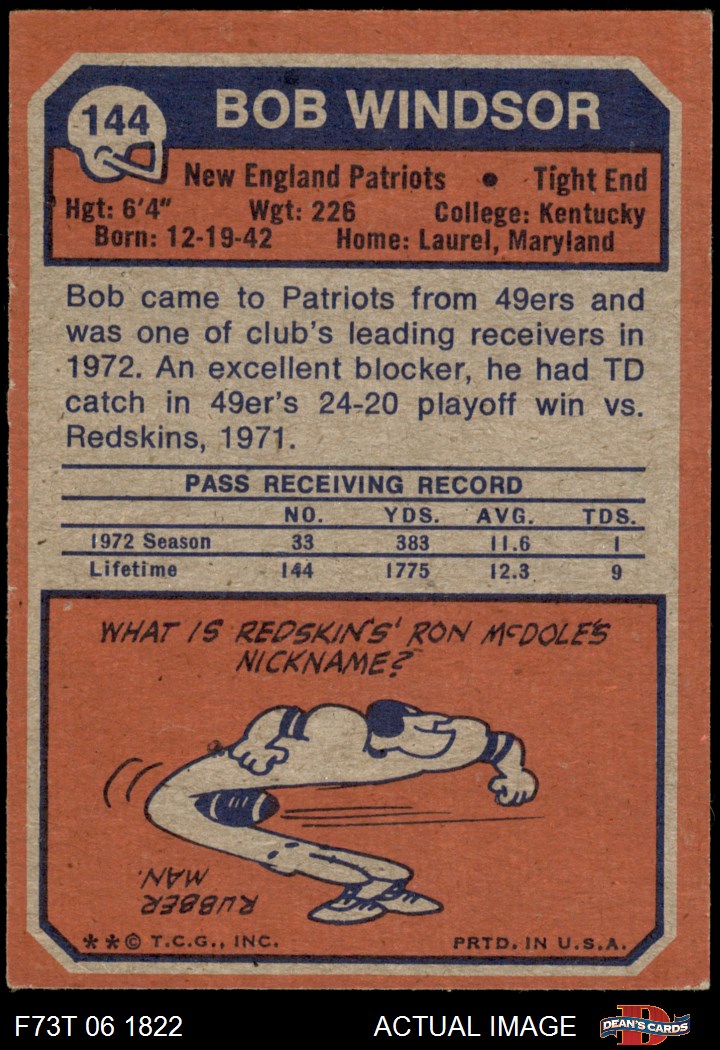 144
BOB WINDSOR
New England Patriots • Tight End
Hgt: 6'4" Wgt: 226 College: Kentucky
Born: 12-19-42 Home: Laurel, Maryland
Bob came to Patriots from 49ers and
was one of club's leading receivers in
1972. An excellent blocker, he had TD
catch in 49er's 24-20 playoff win vs.
Redskins, 1971.
PASS RECEIVING RECORD
NO. YDS. AVG. TDS.
1972 Season 33 383 11.6 1
Lifetime 144 1775 12.3 9
WHAT IS REDSKIN'S' RON McDOLE'S
NICKNAME?
RUBBER
MAN.
**© T.C.G., INC. PRTD. IN U.S.A.
F73T 06 1822 ACTUAL IMAGE D DEAN'S CARDS